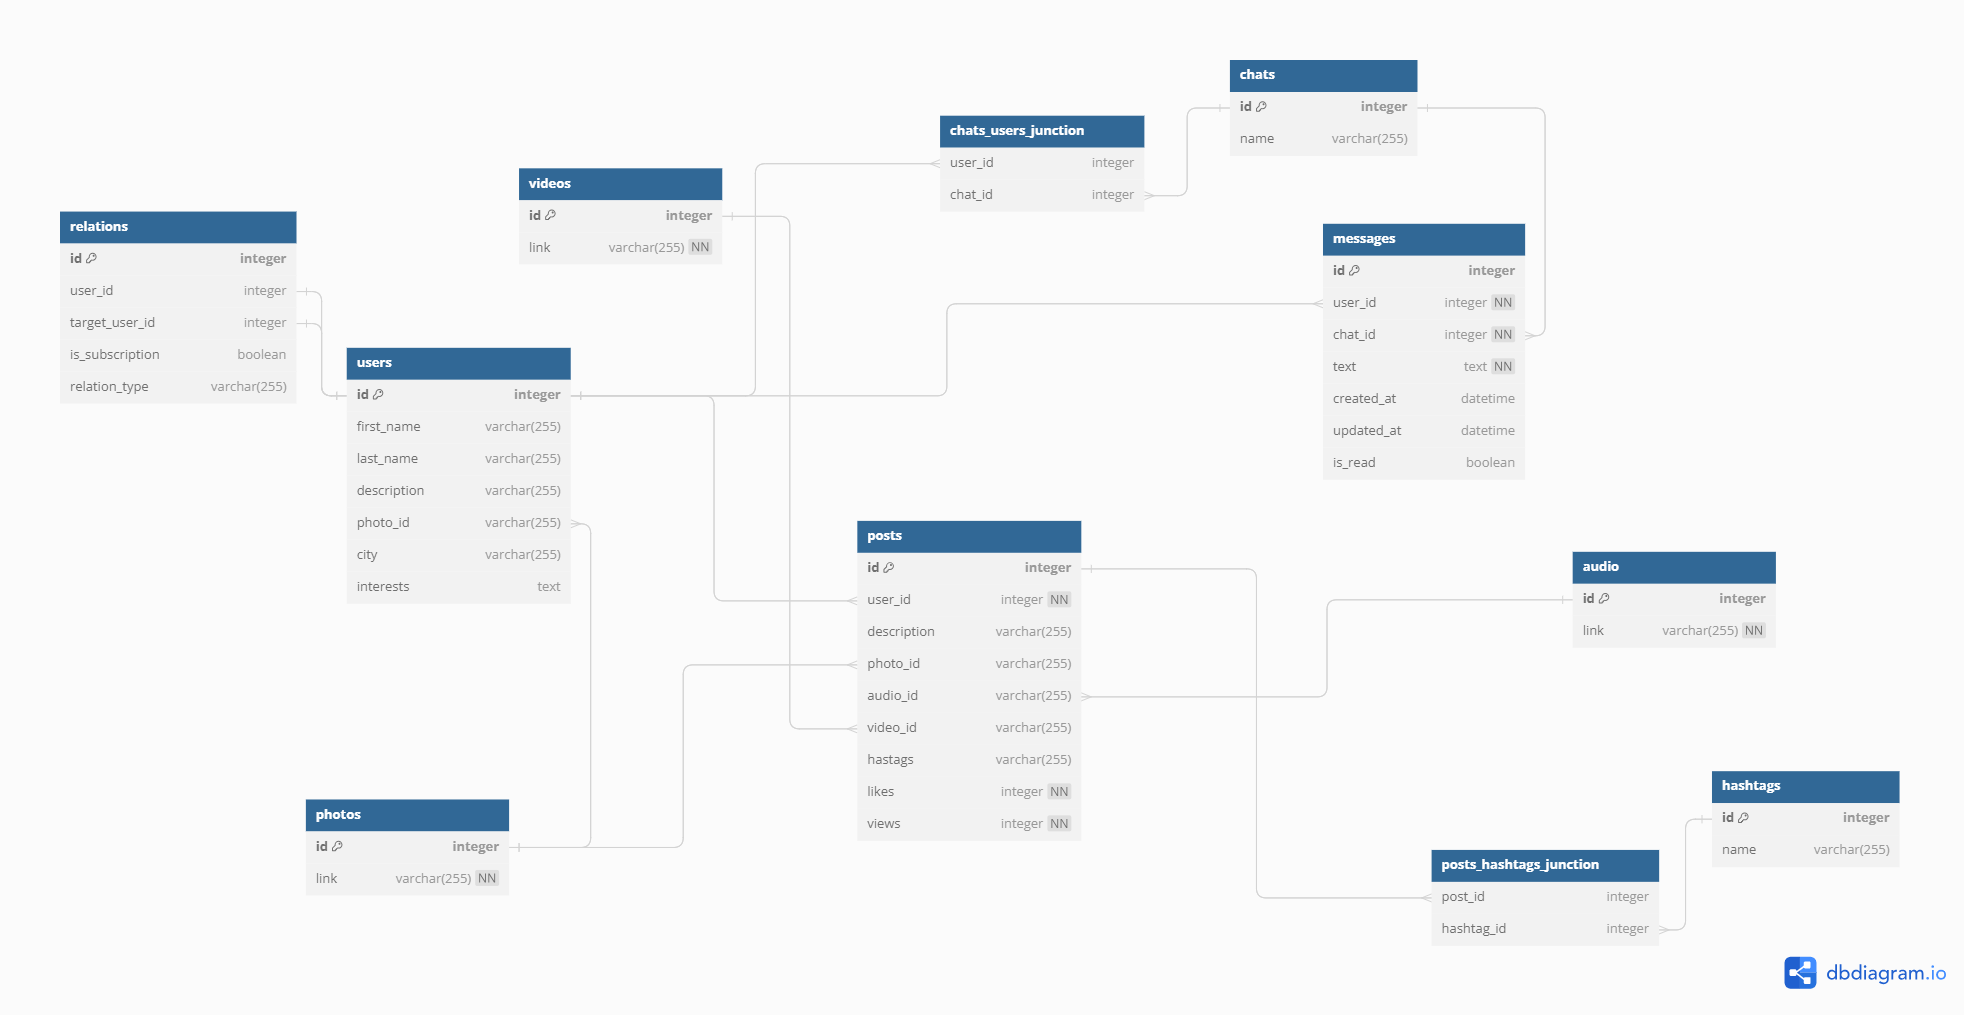 chats
id integer
name varchar(255)
chats_users_junction
user_id integer
chat_id integer
videos
id integer
link varchar(255) NN
relations
id integer
user_id integer
target_user_id integer
is_subscription boolean
relation_type varchar(255)
messages
id integer
user_id integer NN
chat_id integer NN
text text NN
created_at datetime
updated_at datetime
is_read boolean
users
id integer
first_name varchar(255)
last_name varchar(255)
description varchar(255)
photo_id varchar(255)
city varchar(255)
interests text
posts
id integer
user_id integer NN
description varchar(255)
photo_id varchar(255)
audio_id varchar(255)
video_id varchar(255)
hastags varchar(255)
likes integer NN
views integer NN
audio
id integer
link varchar(255) NN
photos
id integer
link varchar(255) NN
hashtags
id integer
name varchar(255)
posts_hashtags_junction
post_id integer
hashtag_id integer
dbdiagram.io